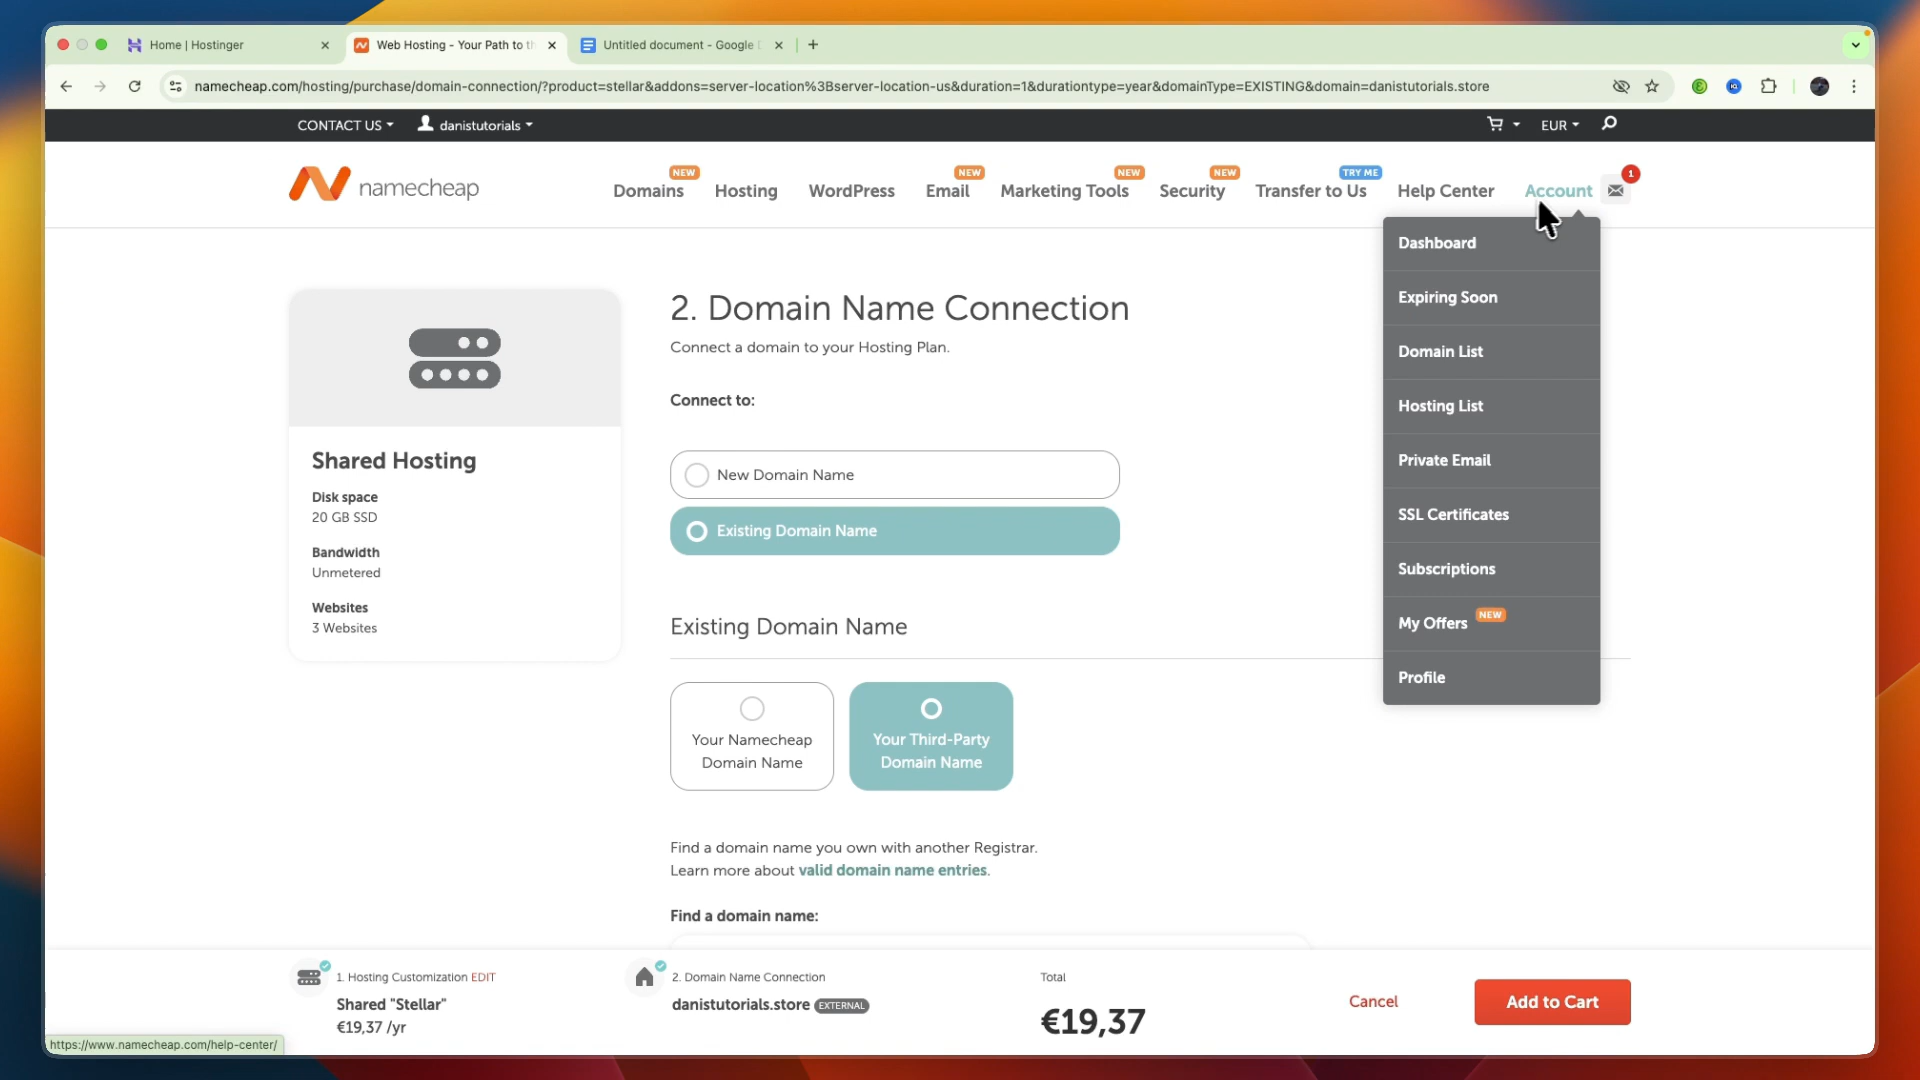 Home | Hostinger
Web Hosting - Your Path to th
Untitled document - Google D
namecheap.com/hosting/purchase/domain-connection/?product=stellar&addons=server-location%3Bserver-location-us&duration=1&durationtype=year&domainType=EXISTING&domain=danistutorials.store
CONTACT US
danistutorials
EUR
namecheap
Domains NEW
Hosting
WordPress
Email NEW
Marketing Tools NEW
Security NEW
Transfer to Us TRY ME
Help Center
Account
1
Dashboard
Expiring Soon
Domain List
Hosting List
Private Email
SSL Certificates
Subscriptions
My Offers NEW
Profile
Shared Hosting
Disk space
20 GB SSD
Bandwidth
Unmetered
Websites
3 Websites
2. Domain Name Connection
Connect a domain to your Hosting Plan.
Connect to:
New Domain Name
Existing Domain Name
Existing Domain Name
Your Namecheap
Domain Name
Your Third-Party
Domain Name
Find a domain name you own with another Registrar.
Learn more about valid domain name entries.
Find a domain name:
1. Hosting Customization EDIT
Shared "Stellar"
€19,37 /yr
2. Domain Name Connection
danistutorials.store EXTERNAL
Total
€19,37
Cancel
Add to Cart
https://www.namecheap.com/help-center/